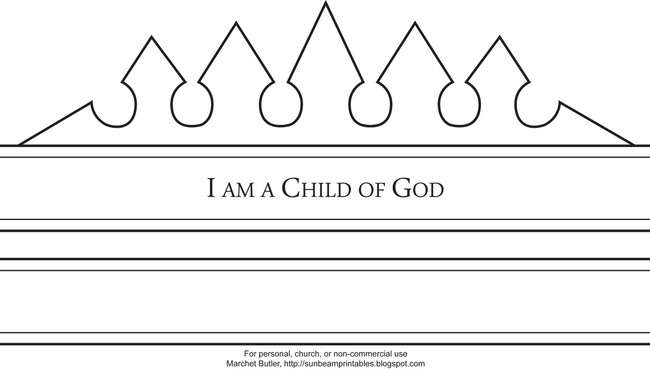 I am a Child of God
For personal, church, or non-commercial use
Marchet Butler, http://sunbeamprintables.blogspot.com